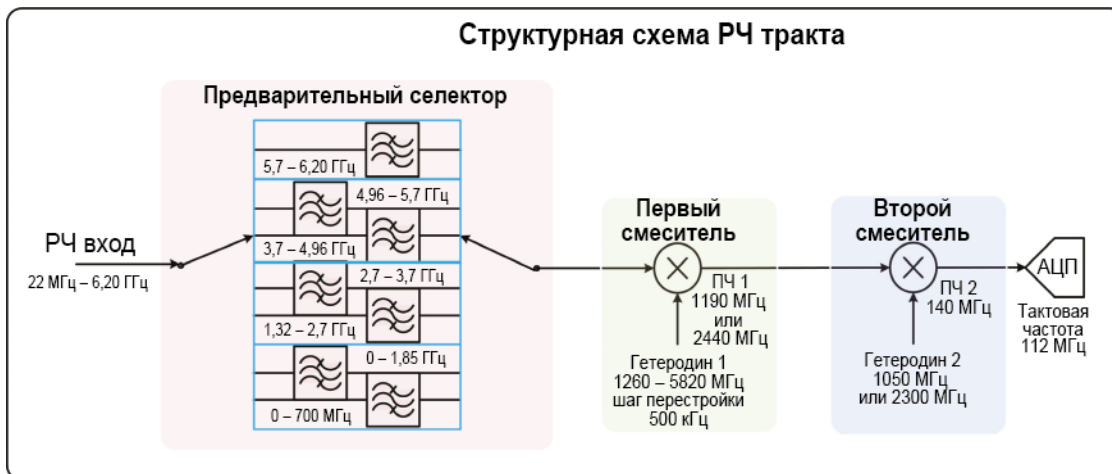 Структурная схема РЧ тракта
Предварительный селектор
5,7 – 6,20 ГГц
4,96 – 5,7 ГГц
3,7 – 4,96 ГГц
2,7 – 3,7 ГГц
1,32 – 2,7 ГГц
0 – 1,85 ГГц
0 – 700 МГц
РЧ вход
22 МГц – 6,20 ГГц
Первый
смеситель
ПЧ 1
1190 МГц
или
2440 МГц
Гетеродин 1
1260 – 5820 МГц
шаг перестройки
500 кГц
Второй
смеситель
ПЧ 2
140 МГц
Гетеродин 2
1050 МГц
или 2300 МГц
АЦП
Тактовая
частота
112 МГц